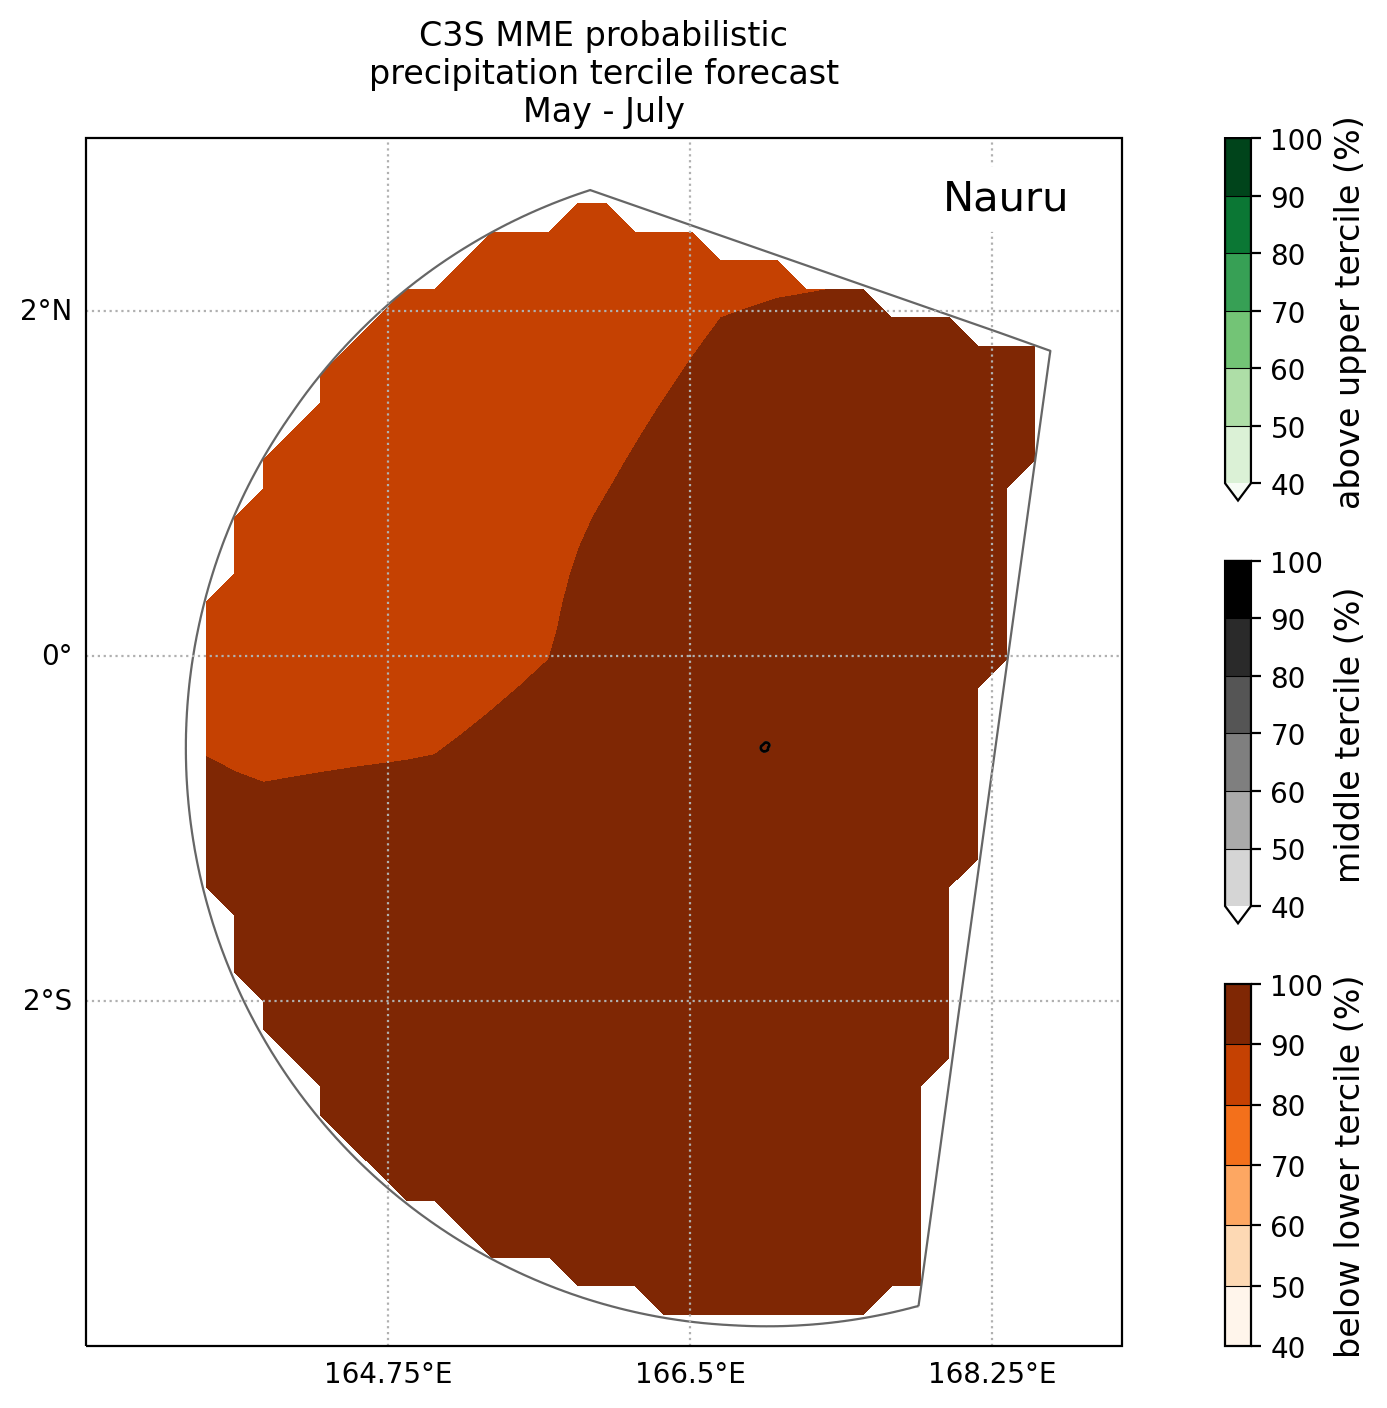 C3S MME probabilistic
precipitation tercile forecast
May - July
Nauru
2°N
0°
2°S
164.75°E
166.5°E
168.25°E
100
90
80
70
60
50
40
above upper tercile (%)
100
90
80
70
60
50
40
middle tercile (%)
100
90
80
70
60
50
40
below lower tercile (%)